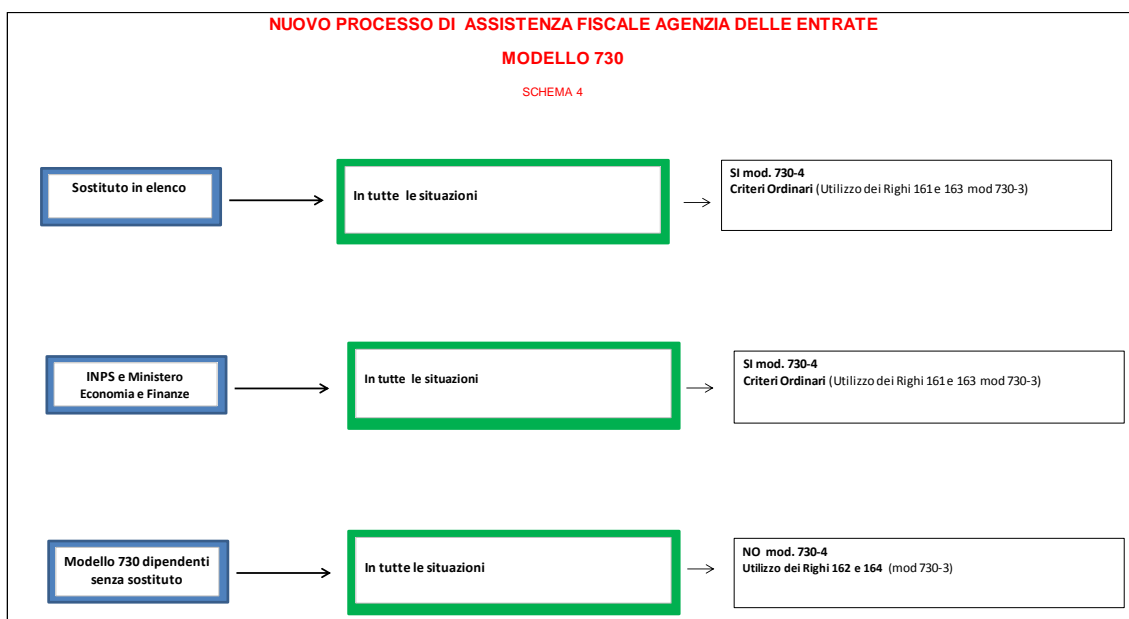 NUOVO PROCESSO DI ASSISTENZA FISCALE AGENZIA DELLE ENTRATE
MODELLO 730
SCHEMA 4
Sostituto in elenco
In tutte le situazioni
SI mod. 730-4
Criteri Ordinari (Utilizzo dei Righi 161 e 163 mod 730-3)
INPS e Ministero
Economia e Finanze
In tutte le situazioni
SI mod. 730-4
Criteri Ordinari (Utilizzo dei Righi 161 e 163 mod 730-3)
Modello 730 dipendenti
senza sostituto
In tutte le situazioni
NO mod. 730-4
Utilizzo dei Righi 162 e 164 (mod 730-3)